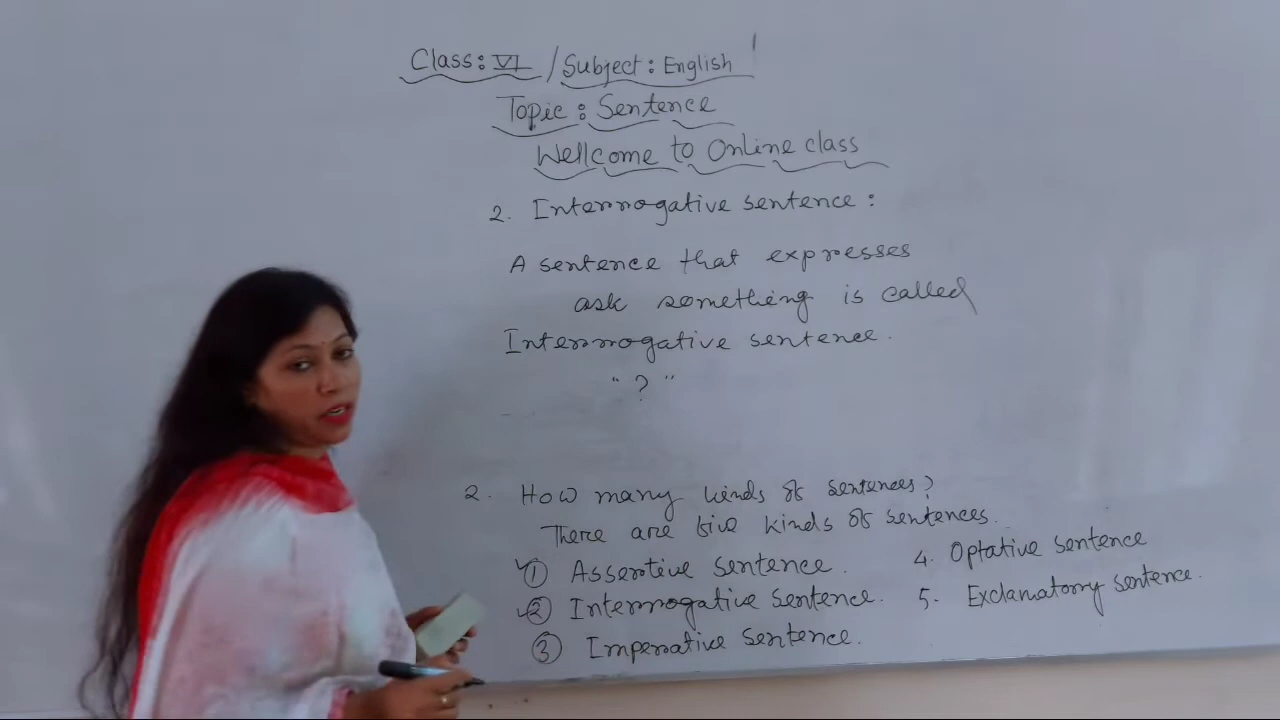 Class: VI / Subject: English
Topic: Sentence
Wellcome to Online class
2. Interrogative sentence:
A sentence that expresses
ask something is called
Interrogative sentence.
"?"
2. How many kinds of sentences?
There are five kinds of sentences.
① Assertive sentence.
② Interrogative sentence.
③ Imperative sentence.
4. Optative sentence
5. Exclamatory sentence.